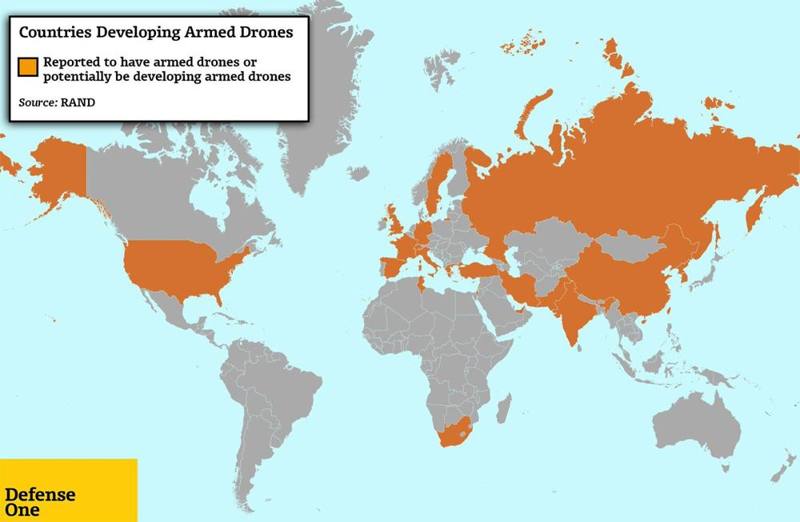 Countries Developing Armed Drones
Reported to have armed drones or
potentially be developing armed drones
Source: RAND
Defense
One